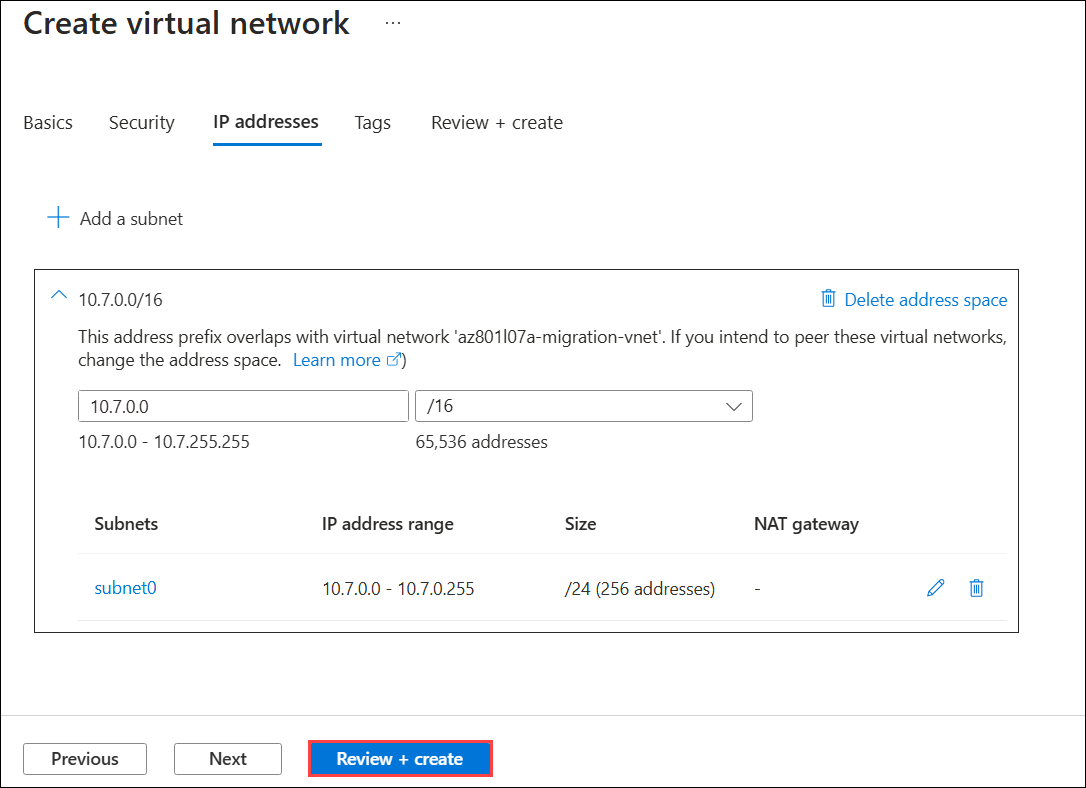 Create virtual network ...
Basics Security IP addresses Tags Review + create
Add a subnet
10.7.0.0/16 Delete address space
This address prefix overlaps with virtual network 'az801l07a-migration-vnet'. If you intend to peer these virtual networks,
change the address space. Learn more )
10.7.0.0 /16
10.7.0.0 - 10.7.255.255 65,536 addresses
Subnets IP address range Size NAT gateway
subnet0 10.7.0.0 - 10.7.0.255 /24 (256 addresses) -
Previous Next Review + create